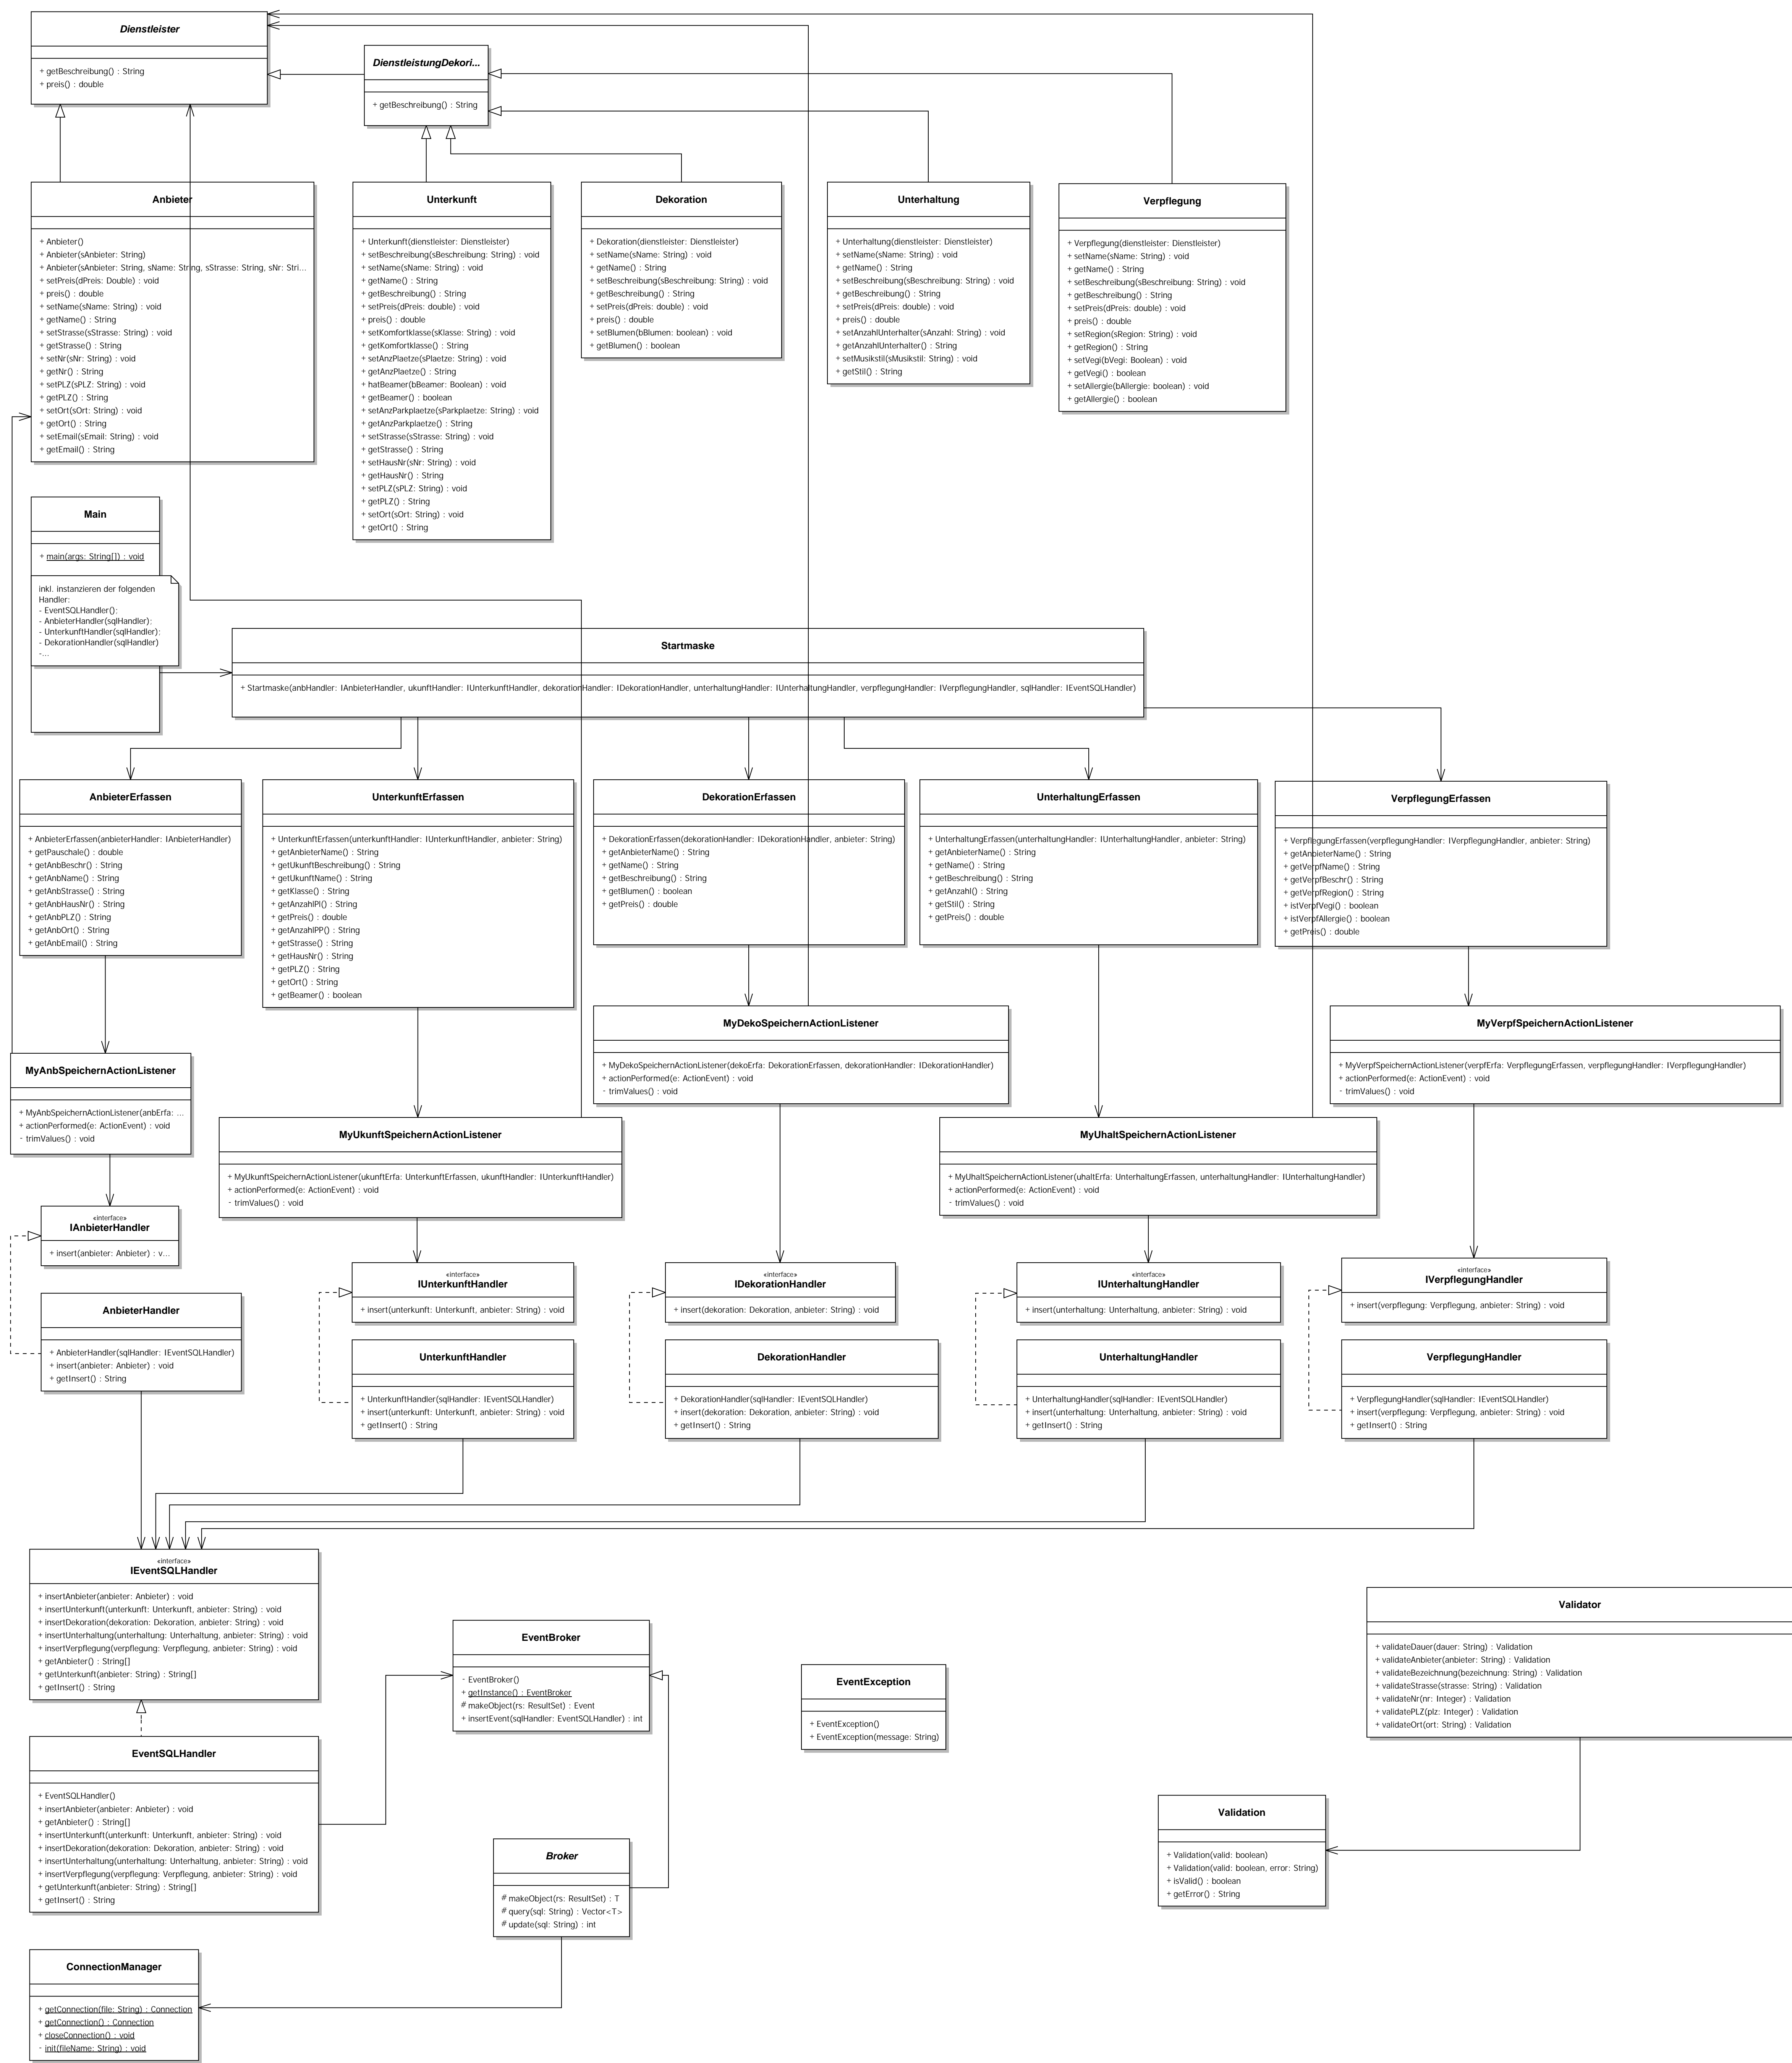 Dienstleister
+ getBeschreibung() : String
+ preis() : double
DienstleistungDekori...
+ getBeschreibung() : String
Anbieter
+ Anbieter()
+ Anbieter(sAnbieter: String)
+ Anbieter(sAnbieter: String, sName: String, sStrasse: String, sNr: Stri...
+ setPreis(dPreis: Double) : void
+ preis() : double
+ setName(sName: String) : void
+ getName() : String
+ setStrasse(sStrasse: String) : void
+ getStrasse() : String
+ setNr(sNr: String) : void
+ getNr() : String
+ setPLZ(sPLZ: String) : void
+ getPLZ() : String
+ setOrt(sOrt: String) : void
+ getOrt() : String
+ setEmail(sEmail: String) : void
+ getEmail() : String
Unterkunft
+ Unterkunft(dienstleister: Dienstleister)
+ setBeschreibung(sBeschreibung: String) : void
+ setName(sName: String) : void
+ getName() : String
+ getBeschreibung() : String
+ setPreis(dPreis: double) : void
+ preis() : double
+ setKomfortklasse(sKlasse: String) : void
+ getKomfortklasse() : String
+ setAnzPlaetze(sPlaetze: String) : void
+ getAnzPlaetze() : String
+ hatBeamer(bBeamer: Boolean) : void
+ getBeamer() : boolean
+ setAnzParkplaetze(sParkplaetze: String) : void
+ getAnzParkplaetze() : String
+ setStrasse(sStrasse: String) : void
+ getStrasse() : String
+ setHausNr(sNr: String) : void
+ getHausNr() : String
+ setPLZ(sPLZ: String) : void
+ getPLZ() : String
+ setOrt(sOrt: String) : void
+ getOrt() : String
Dekoration
+ Dekoration(dienstleister: Dienstleister)
+ setName(sName: String) : void
+ getName() : String
+ setBeschreibung(sBeschreibung: String) : void
+ getBeschreibung() : String
+ setPreis(dPreis: double) : void
+ preis() : double
+ setBlumen(bBlumen: boolean) : void
+ getBlumen() : boolean
Unterhaltung
+ Unterhaltung(dienstleister: Dienstleister)
+ setName(sName: String) : void
+ getName() : String
+ setBeschreibung(sBeschreibung: String) : void
+ getBeschreibung() : String
+ setPreis(dPreis: double) : void
+ preis() : double
+ setAnzahlUnterhalter(sAnzahl: String) : void
+ getAnzahlUnterhalter() : String
+ setMusikstil(sMusikstil: String) : void
+ getStil() : String
Verpflegung
+ Verpflegung(dienstleister: Dienstleister)
+ setName(sName: String) : void
+ getName() : String
+ setBeschreibung(sBeschreibung: String) : void
+ getBeschreibung() : String
+ setPreis(dPreis: double) : void
+ preis() : double
+ setRegion(sRegion: String) : void
+ getRegion() : String
+ setVegi(bVegi: Boolean) : void
+ getVegi() : boolean
+ setAllergie(bAllergie: boolean) : void
+ getAllergie() : boolean
Main
+ main(args: String[]) : void
inkl. instanzieren der folgenden
Handler:
- EventSQLHandler():
- AnbieterHandler(sqlHandler):
- UnterkunftHandler(sqlHandler):
- DekorationHandler(sqlHandler)
-...
Startmaske
+ Startmaske(anbHandler: IAnbieterHandler, ukunftHandler: IUnterkunftHandler, dekorationHandler: IDekorationHandler, unterhaltungHandler: IUnterhaltungHandler, verpflegungHandler: IVerpflegungHandler, sqlHandler: IEventSQLHandler)
AnbieterErfassen
+ AnbieterErfassen(anbieterHandler: IAnbieterHandler)
+ getPauschale() : double
+ getAnbBeschr() : String
+ getAnbName() : String
+ getAnbStrasse() : String
+ getAnbHausNr() : String
+ getAnbPLZ() : String
+ getAnbOrt() : String
+ getAnbEmail() : String
UnterkunftErfassen
+ UnterkunftErfassen(unterkunftHandler: IUnterkunftHandler, anbieter: String)
+ getAnbieterName() : String
+ getUkunftBeschreibung() : String
+ getUkunftName() : String
+ getKlasse() : String
+ getAnzahlPl() : String
+ getPreis() : double
+ getAnzahlPP() : String
+ getStrasse() : String
+ getHausNr() : String
+ getPLZ() : String
+ getOrt() : String
+ getBeamer() : boolean
DekorationErfassen
+ DekorationErfassen(dekorationHandler: IDekorationHandler, anbieter: String)
+ getAnbieterName() : String
+ getName() : String
+ getBeschreibung() : String
+ getBlumen() : boolean
+ getPreis() : double
UnterhaltungErfassen
+ UnterhaltungErfassen(unterhaltungHandler: IUnterhaltungHandler, anbieter: String)
+ getAnbieterName() : String
+ getName() : String
+ getBeschreibung() : String
+ getAnzahl() : String
+ getStil() : String
+ getPreis() : double
VerpflegungErfassen
+ VerpflegungErfassen(verpflegungHandler: IVerpflegungHandler, anbieter: String)
+ getAnbieterName() : String
+ getVerpfName() : String
+ getVerpfBeschr() : String
+ getVerpfRegion() : String
+ istVerpfVegi() : boolean
+ istVerpfAllergie() : boolean
+ getPreis() : double
MyAnbSpeichernActionListener
+ MyAnbSpeichernActionListener(anbErfa: ...
+ actionPerformed(e: ActionEvent) : void
- trimValues() : void
MyDekoSpeichernActionListener
+ MyDekoSpeichernActionListener(dekoErfa: DekorationErfassen, dekorationHandler: IDekorationHandler)
+ actionPerformed(e: ActionEvent) : void
- trimValues() : void
MyVerpfSpeichernActionListener
+ MyVerpfSpeichernActionListener(verpfErfa: VerpflegungErfassen, verpflegungHandler: IVerpflegungHandler)
+ actionPerformed(e: ActionEvent) : void
- trimValues() : void
MyUkunftSpeichernActionListener
+ MyUkunftSpeichernActionListener(ukunftErfa: UnterkunftErfassen, ukunftHandler: IUnterkunftHandler)
+ actionPerformed(e: ActionEvent) : void
- trimValues() : void
MyUhaltSpeichernActionListener
+ MyUhaltSpeichernActionListener(uhaltErfa: UnterhaltungErfassen, unterhaltungHandler: IUnterhaltungHandler)
+ actionPerformed(e: ActionEvent) : void
- trimValues() : void
«interface»
IAnbieterHandler
+ insert(anbieter: Anbieter) : v...
«interface»
IUnterkunftHandler
+ insert(unterkunft: Unterkunft, anbieter: String) : void
«interface»
IDekorationHandler
+ insert(dekoration: Dekoration, anbieter: String) : void
«interface»
IUnterhaltungHandler
+ insert(unterhaltung: Unterhaltung, anbieter: String) : void
«interface»
IVerpflegungHandler
+ insert(verpflegung: Verpflegung, anbieter: String) : void
AnbieterHandler
+ AnbieterHandler(sqlHandler: IEventSQLHandler)
+ insert(anbieter: Anbieter) : void
+ getInsert() : String
UnterkunftHandler
+ UnterkunftHandler(sqlHandler: IEventSQLHandler)
+ insert(unterkunft: Unterkunft, anbieter: String) : void
+ getInsert() : String
DekorationHandler
+ DekorationHandler(sqlHandler: IEventSQLHandler)
+ insert(dekoration: Dekoration, anbieter: String) : void
+ getInsert() : String
UnterhaltungHandler
+ UnterhaltungHandler(sqlHandler: IEventSQLHandler)
+ insert(unterhaltung: Unterhaltung, anbieter: String) : void
+ getInsert() : String
VerpflegungHandler
+ VerpflegungHandler(sqlHandler: IEventSQLHandler)
+ insert(verpflegung: Verpflegung, anbieter: String) : void
+ getInsert() : String
«interface»
IEventSQLHandler
+ insertAnbieter(anbieter: Anbieter) : void
+ insertUnterkunft(unterkunft: Unterkunft, anbieter: String) : void
+ insertDekoration(dekoration: Dekoration, anbieter: String) : void
+ insertUnterhaltung(unterhaltung: Unterhaltung, anbieter: String) : void
+ insertVerpflegung(verpflegung: Verpflegung, anbieter: String) : void
+ getAnbieter() : String[]
+ getUnterkunft(anbieter: String) : String[]
+ getInsert() : String
EventBroker
- EventBroker()
+ getInstance() : EventBroker
# makeObject(rs: ResultSet) : Event
+ insertEvent(sqlHandler: EventSQLHandler) : int
EventException
+ EventException()
+ EventException(message: String)
Validator
+ validateDauer(dauer: String) : Validation
+ validateAnbieter(anbieter: String) : Validation
+ validateBezeichnung(bezeichnung: String) : Validation
+ validateStrasse(strasse: String) : Validation
+ validateNr(nr: Integer) : Validation
+ validatePLZ(plz: Integer) : Validation
+ validateOrt(ort: String) : Validation
EventSQLHandler
+ EventSQLHandler()
+ insertAnbieter(anbieter: Anbieter) : void
+ getAnbieter() : String[]
+ insertUnterkunft(unterkunft: Unterkunft, anbieter: String) : void
+ insertDekoration(dekoration: Dekoration, anbieter: String) : void
+ insertUnterhaltung(unterhaltung: Unterhaltung, anbieter: String) : void
+ insertVerpflegung(verpflegung: Verpflegung, anbieter: String) : void
+ getUnterkunft(anbieter: String) : String[]
+ getInsert() : String
Broker
# makeObject(rs: ResultSet) : T
# query(sql: String) : Vector<T>
# update(sql: String) : int
Validation
+ Validation(valid: boolean)
+ Validation(valid: boolean, error: String)
+ isValid() : boolean
+ getError() : String
ConnectionManager
+ getConnection(file: String) : Connection
+ getConnection() : Connection
+ closeConnection() : void
- init(fileName: String) : void